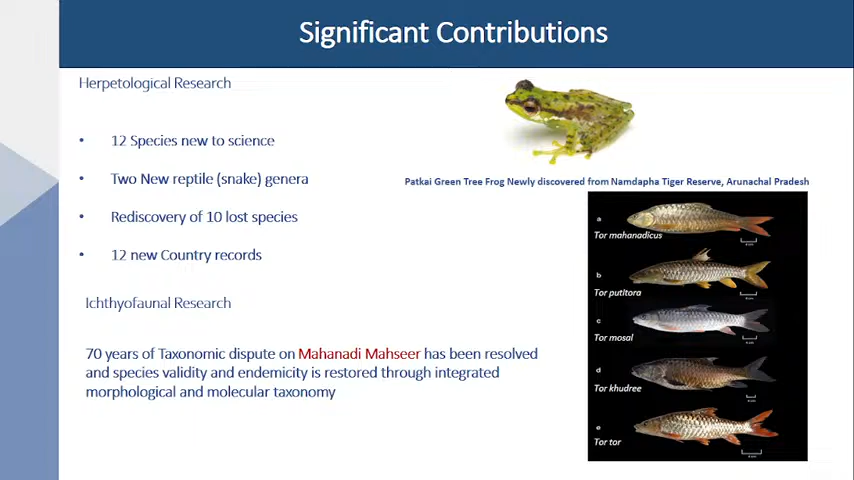 Significant Contributions
Herpetological Research
• 12 Species new to science
• Two New reptile (snake) genera
• Rediscovery of 10 lost species
• 12 new Country records
Patkai Green Tree Frog Newly discovered from Namdapha Tiger Reserve, Arunachal Pradesh
Ichthyofaunal Research
70 years of Taxonomic dispute on Mahanadi Mahseer has been resolved
and species validity and endemicity is restored through integrated
morphological and molecular taxonomy
a
Tor mahanadicus
b
Tor putitora
c
Tor mosal
d
Tor khudree
e
Tor tor